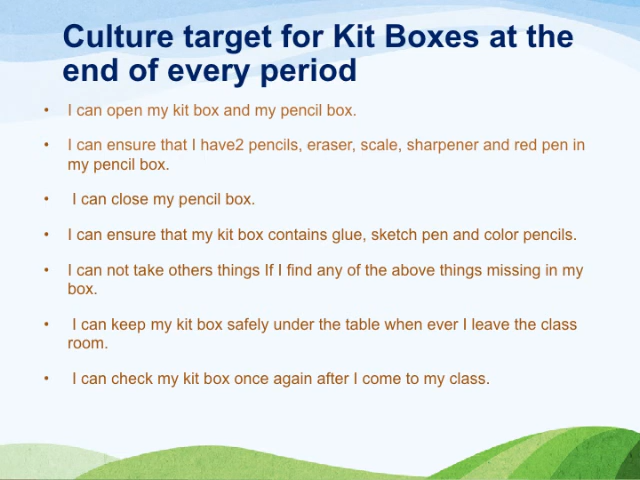 Culture target for Kit Boxes at the
end of every period
• I can open my kit box and my pencil box.
• I can ensure that I have2 pencils, eraser, scale, sharpener and red pen in
my pencil box.
• I can close my pencil box.
• I can ensure that my kit box contains glue, sketch pen and color pencils.
• I can not take others things If I find any of the above things missing in my
box.
• I can keep my kit box safely under the table when ever I leave the class
room.
• I can check my kit box once again after I come to my class.